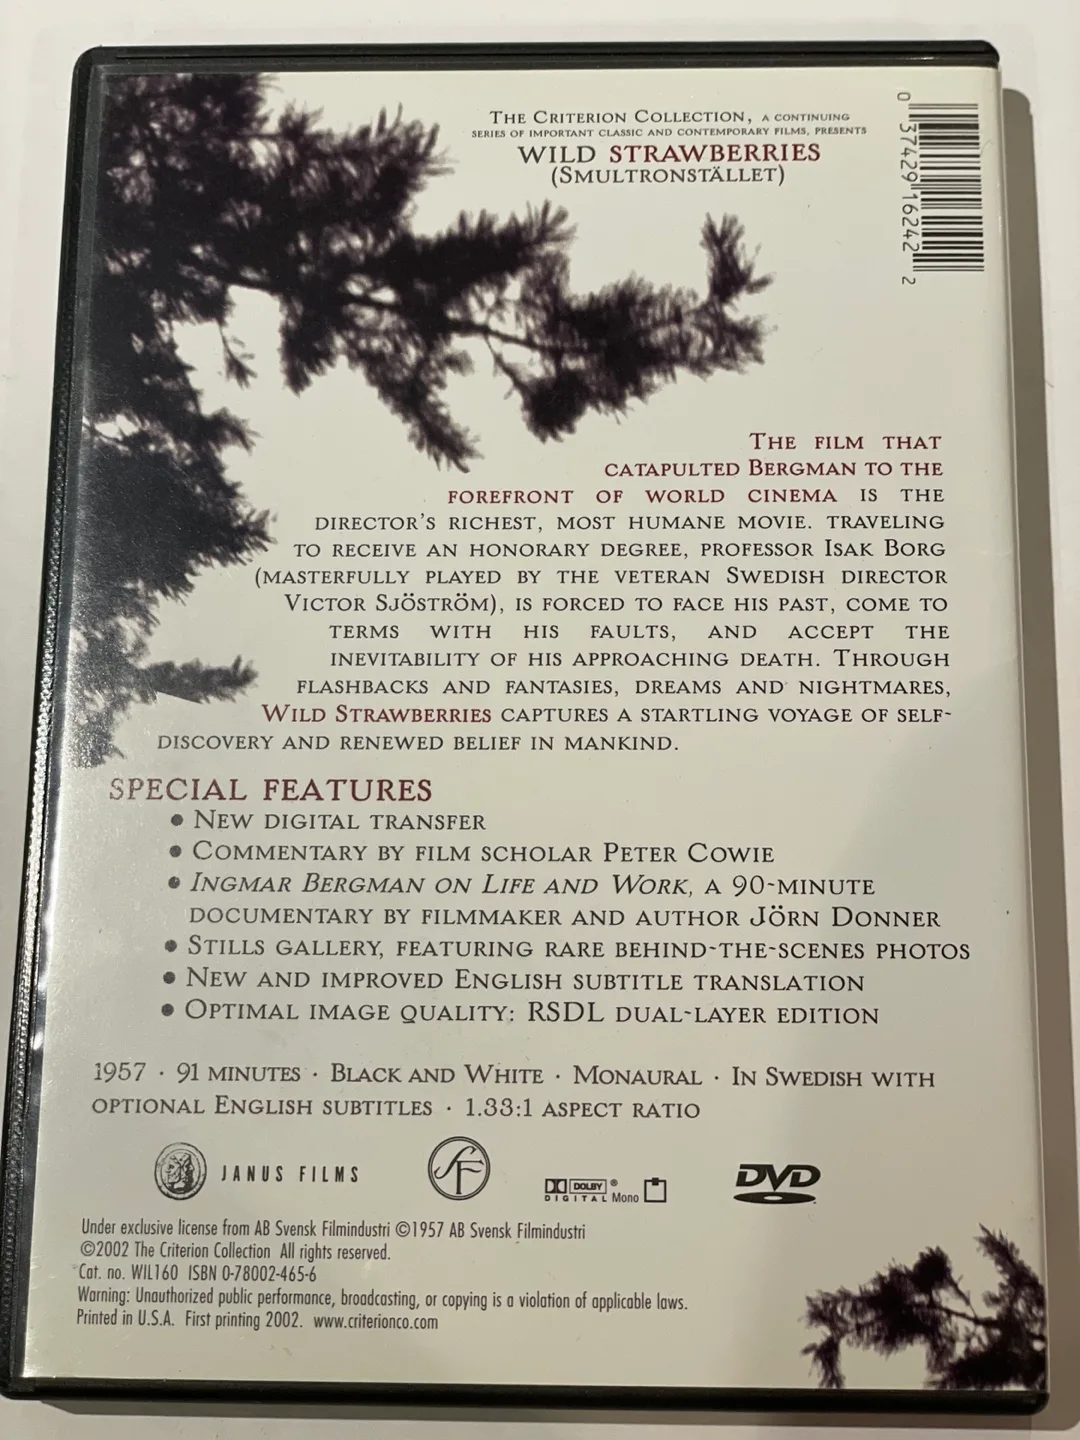 The Criterion Collection, a continuing
series of important classic and contemporary films, presents
WILD STRAWBERRIES
(Smultronstället)
0 37429 16242 2
The film that
catapulted Bergman to the
forefront of world cinema is the
director's richest, most humane movie. Traveling
to receive an honorary degree, professor Isak Borg
(masterfully played by the veteran Swedish director
Victor Sjöström), is forced to face his past, come to
terms with his faults, and accept the
inevitability of his approaching death. Through
flashbacks and fantasies, dreams and nightmares,
Wild Strawberries captures a startling voyage of self-
discovery and renewed belief in mankind.
SPECIAL FEATURES
• New digital transfer
• Commentary by film scholar Peter Cowie
• Ingmar Bergman on Life and Work, a 90-minute
documentary by filmmaker and author Jörn Donner
• Stills gallery, featuring rare behind-the-scenes photos
• New and improved English subtitle translation
• Optimal image quality: RSDL dual-layer edition
1957 · 91 minutes · Black and White · Monaural · In Swedish with
optional English subtitles · 1.33:1 aspect ratio
JANUS FILMS
SF
DOLBY ®
DIGITAL Mono
DVD
Under exclusive license from AB Svensk Filmindustri ©1957 AB Svensk Filmindustri
©2002 The Criterion Collection All rights reserved.
Cat. no. WIL160 ISBN 0-78002-465-6
Warning: Unauthorized public performance, broadcasting, or copying is a violation of applicable laws.
Printed in U.S.A. First printing 2002. www.criterionco.com